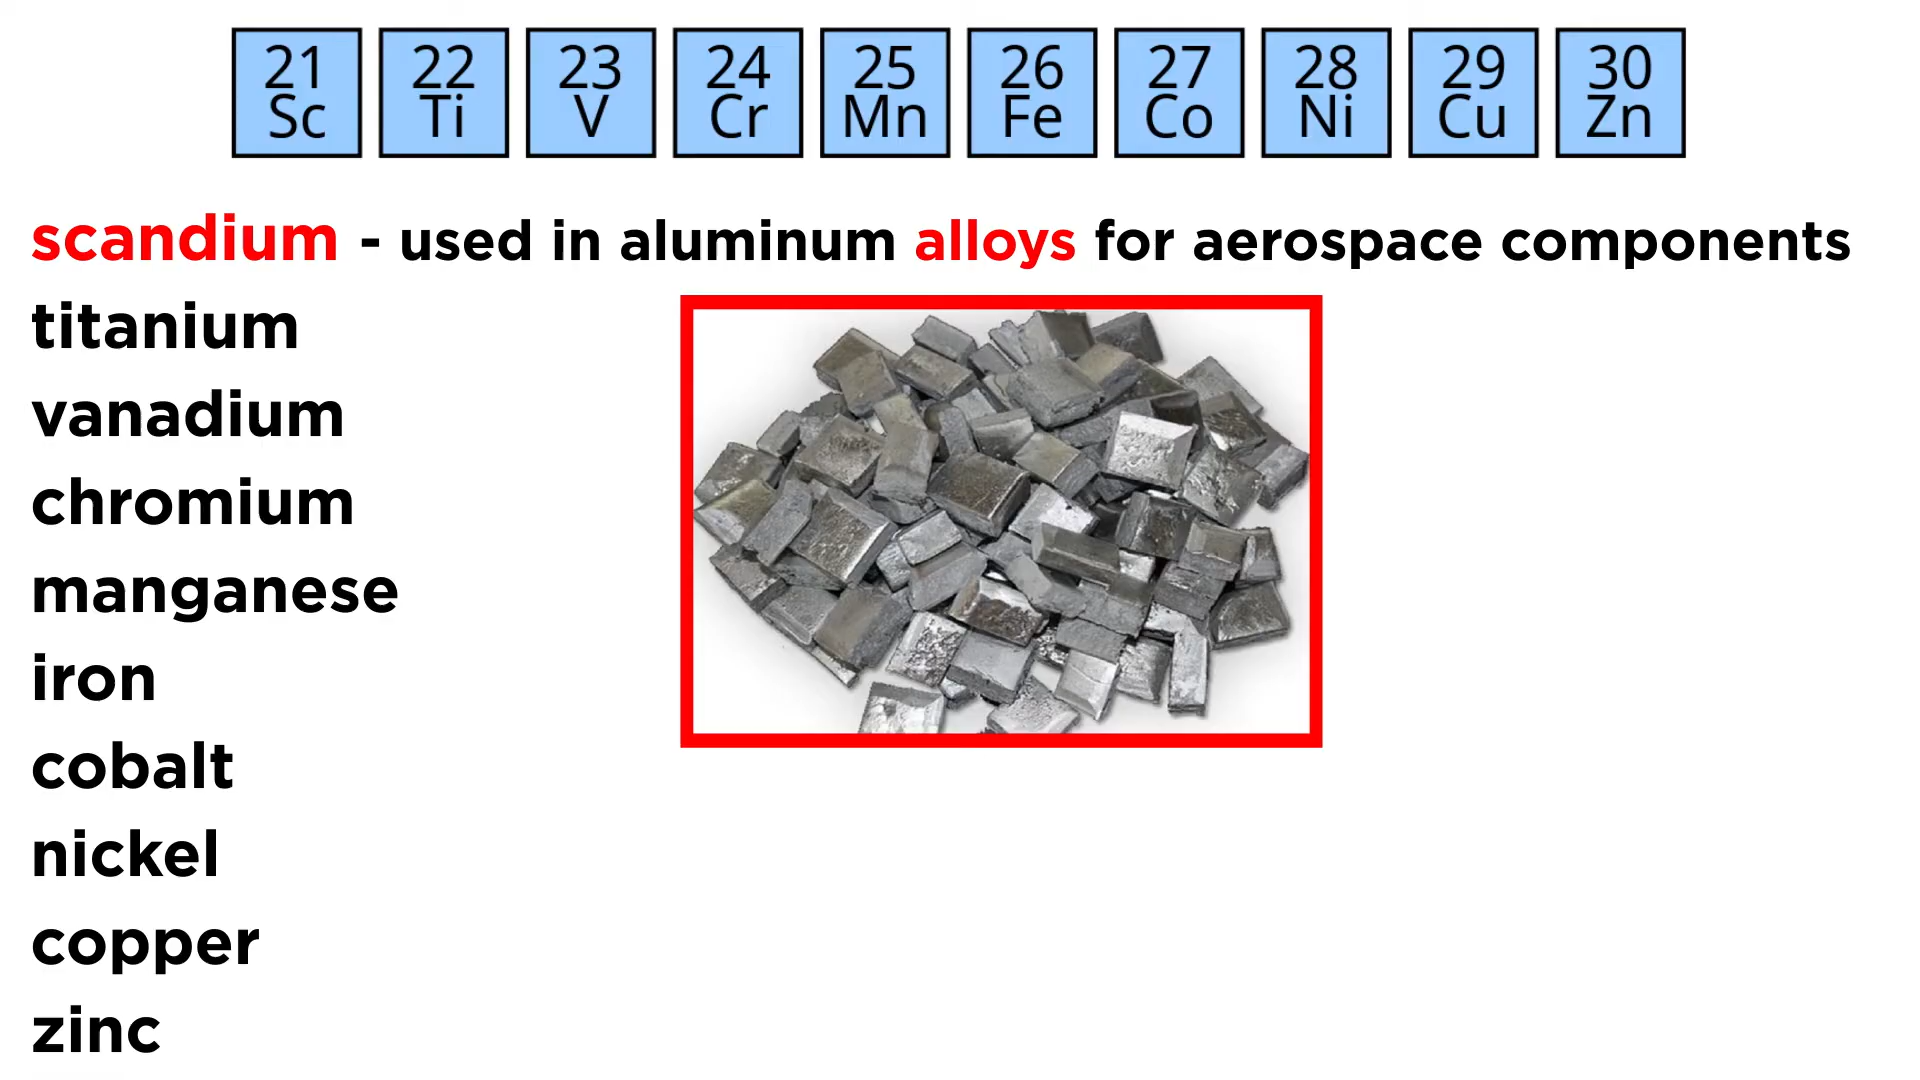 21 22 23 24 25 26 27 28 29 30
Sc Ti V Cr Mn Fe Co Ni Cu Zn
scandium - used in aluminum alloys for aerospace components
titanium
vanadium
chromium
manganese
iron
cobalt
nickel
copper
zinc